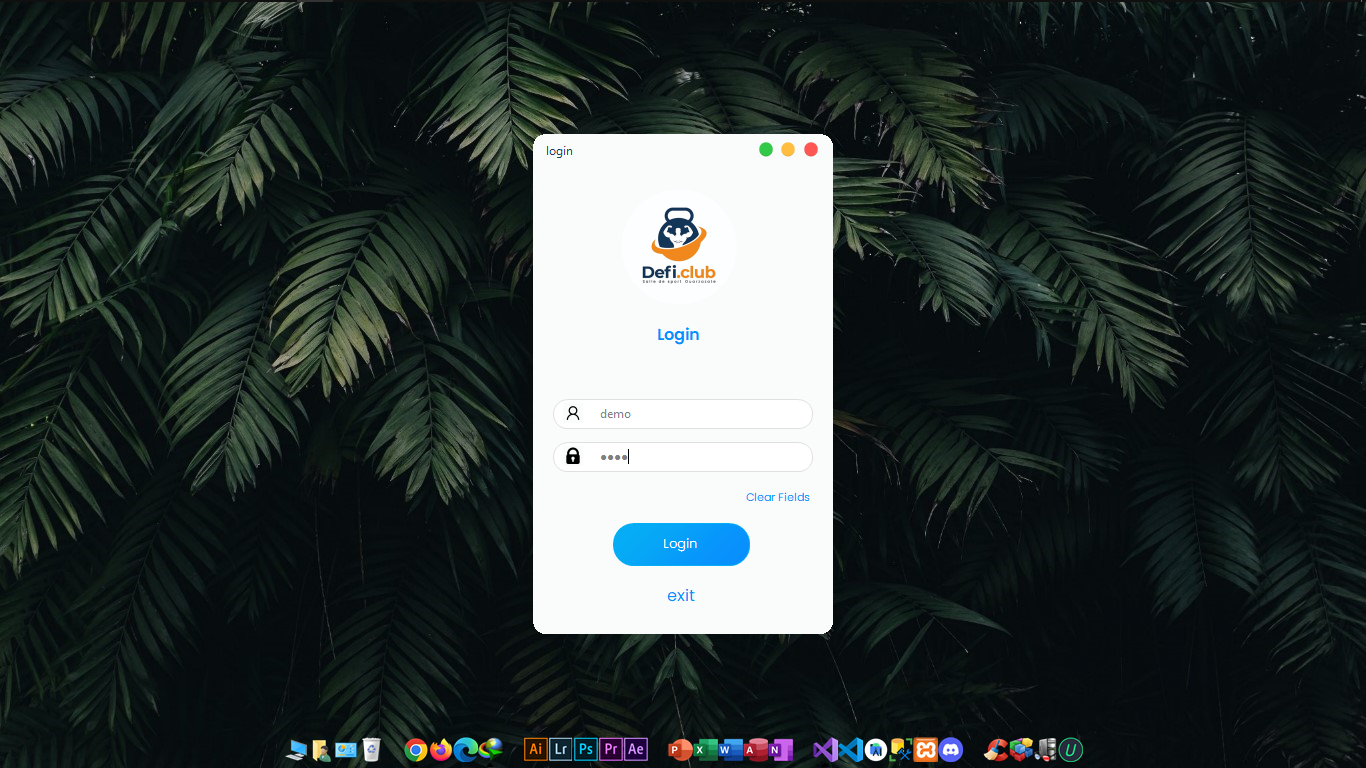 login
Defi.club
Salle de sport Ouarzazate
Login
demo
Clear Fields
Login
exit
Ai Lr Ps Pr Ae P X W A N U